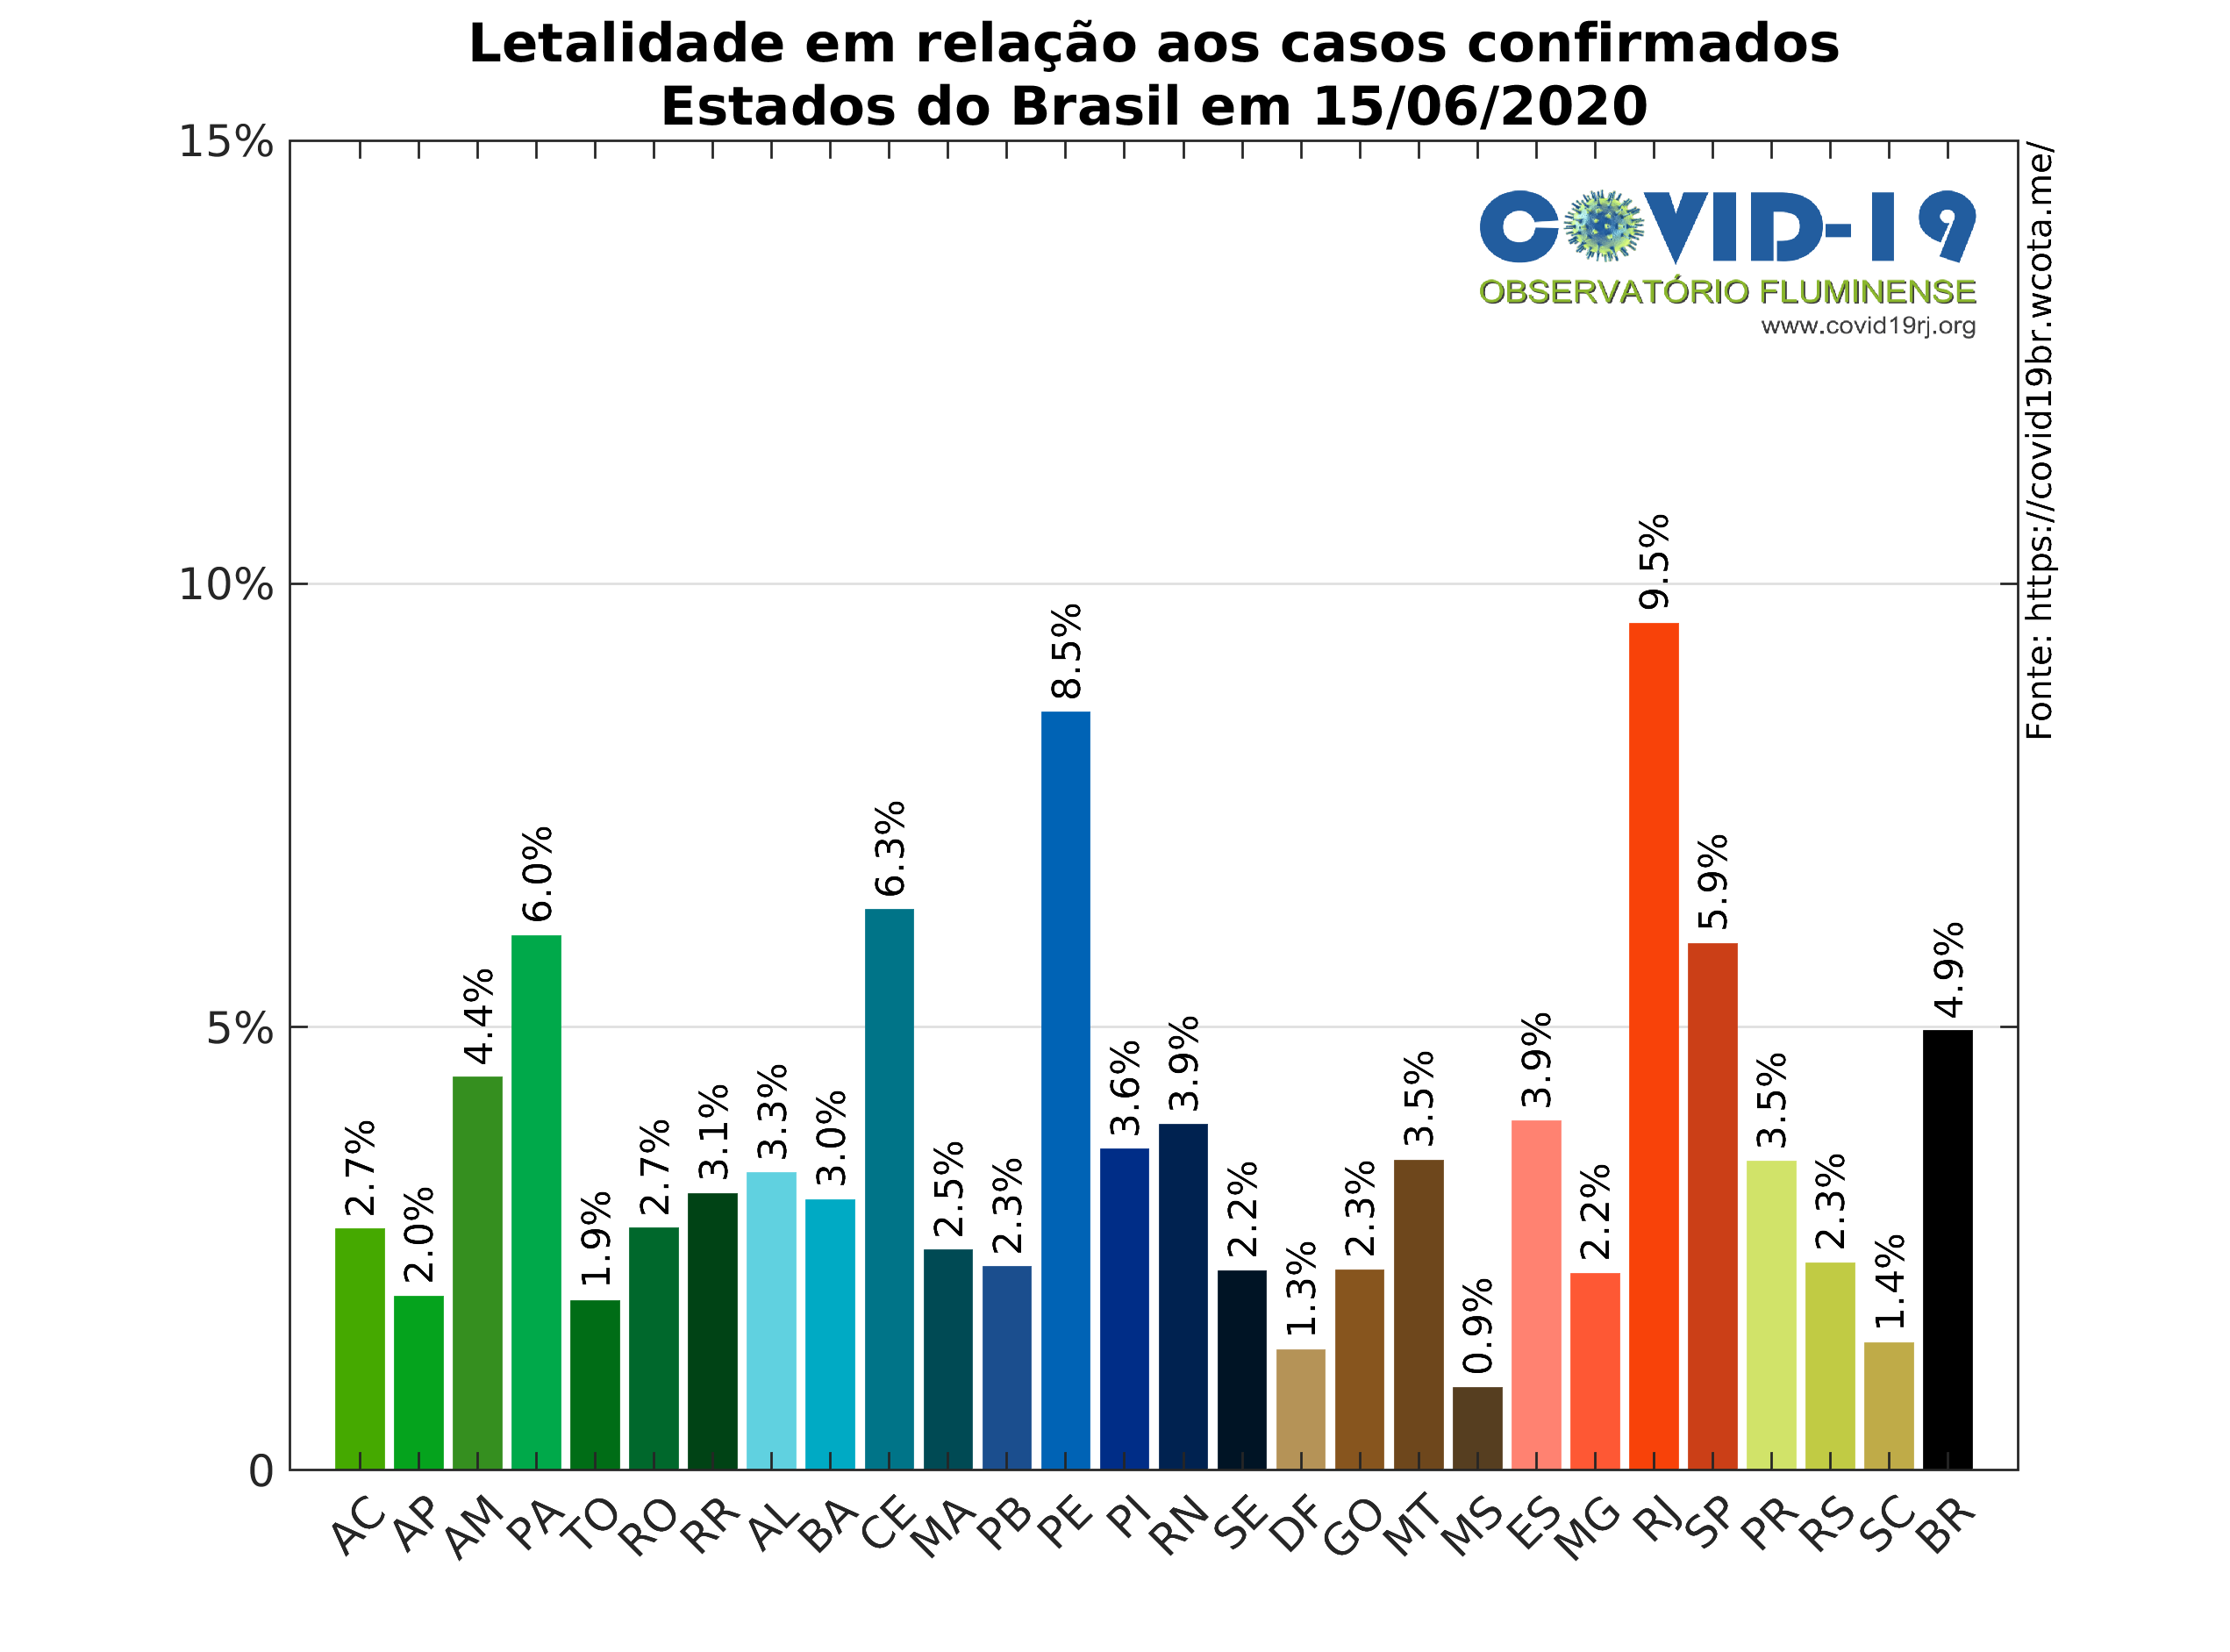 Letalidade em relação aos casos confirmados
Estados do Brasil em 15/06/2020
15%
10%
5%
0
COVID-19
OBSERVATÓRIO FLUMINENSE
www.covid19rj.org
Fonte: https://covid19br.wcota.me/
2.7%
2.0%
4.4%
6.0%
1.9%
2.7%
3.1%
3.3%
3.0%
6.3%
2.5%
2.3%
8.5%
3.6%
3.9%
2.2%
1.3%
2.3%
3.5%
0.9%
3.9%
2.2%
9.5%
5.9%
3.5%
2.3%
1.4%
4.9%
AC
AP
AM
PA
TO
RO
RR
AL
BA
CE
MA
PB
PE
PI
RN
SE
DF
GO
MT
MS
ES
MG
RJ
SP
PR
RS
SC
BR